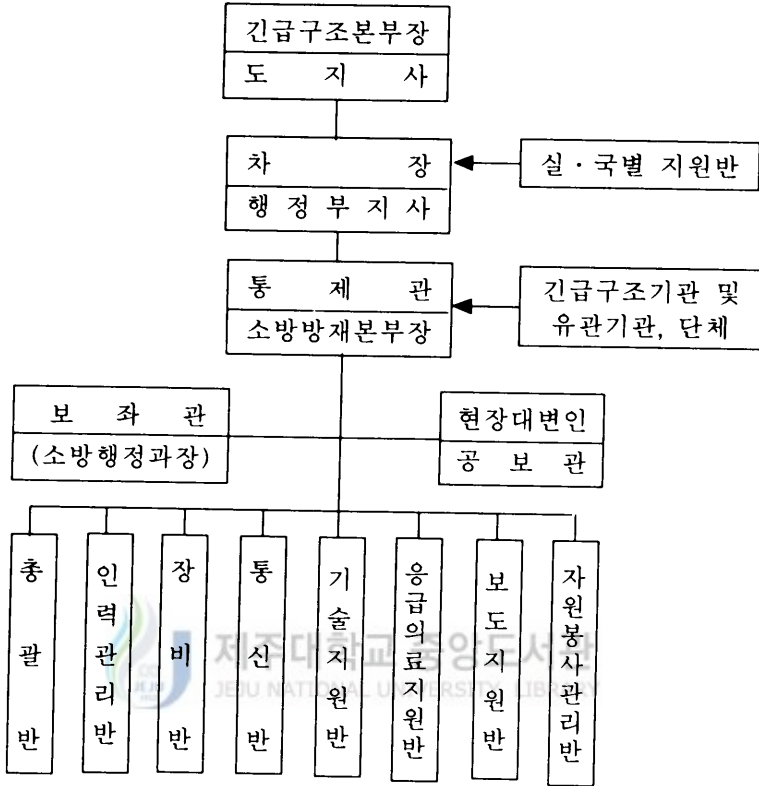 긴급구조본부장
도 지 사
차 장
행 정 부 지 사
실·국별 지원반
통 제 관
소방방재본부장
긴급구조기관 및
유관기관, 단체
보 좌 관
(소방행정과장)
현장대변인
공 보 관
총 괄 반
인력관리반
장 비 반
통 신 반
기술지원반
응급의료지원반
보도지원반
자원봉사관리반
제주대학교 중앙도서관
JEJU NATIONAL UNIVERSITY LIBRARY